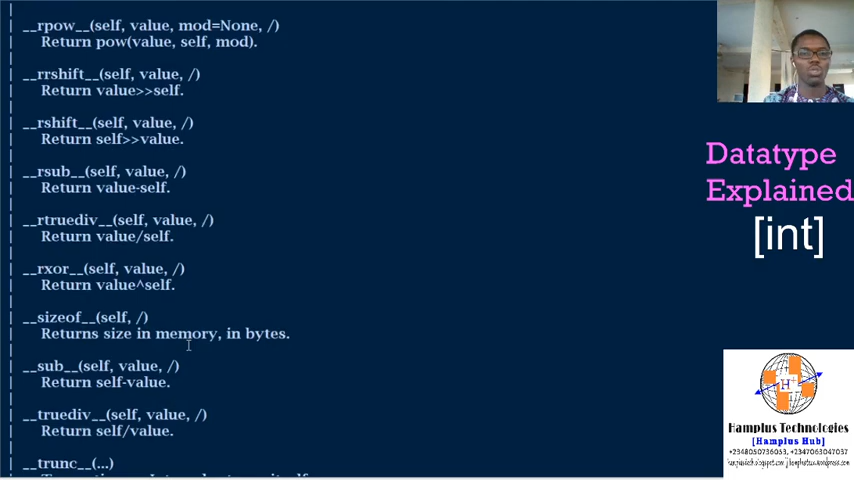 __rpow__(self, value, mod=None, /)
Return pow(value, self, mod).
__rrshift__(self, value, /)
Return value>>self.
__rshift__(self, value, /)
Return self>>value.
__rsub__(self, value, /)
Return value-self.
__rtruediv__(self, value, /)
Return value/self.
__rxor__(self, value, /)
Return value^self.
__sizeof__(self, /)
Returns size in memory, in bytes.
__sub__(self, value, /)
Return self-value.
__truediv__(self, value, /)
Return self/value.
__trunc__(...)
Datatype
Explained
[int]
H
Hamplus Technologies
[Hamplus Hub]
+2348050736053, +2347063047037